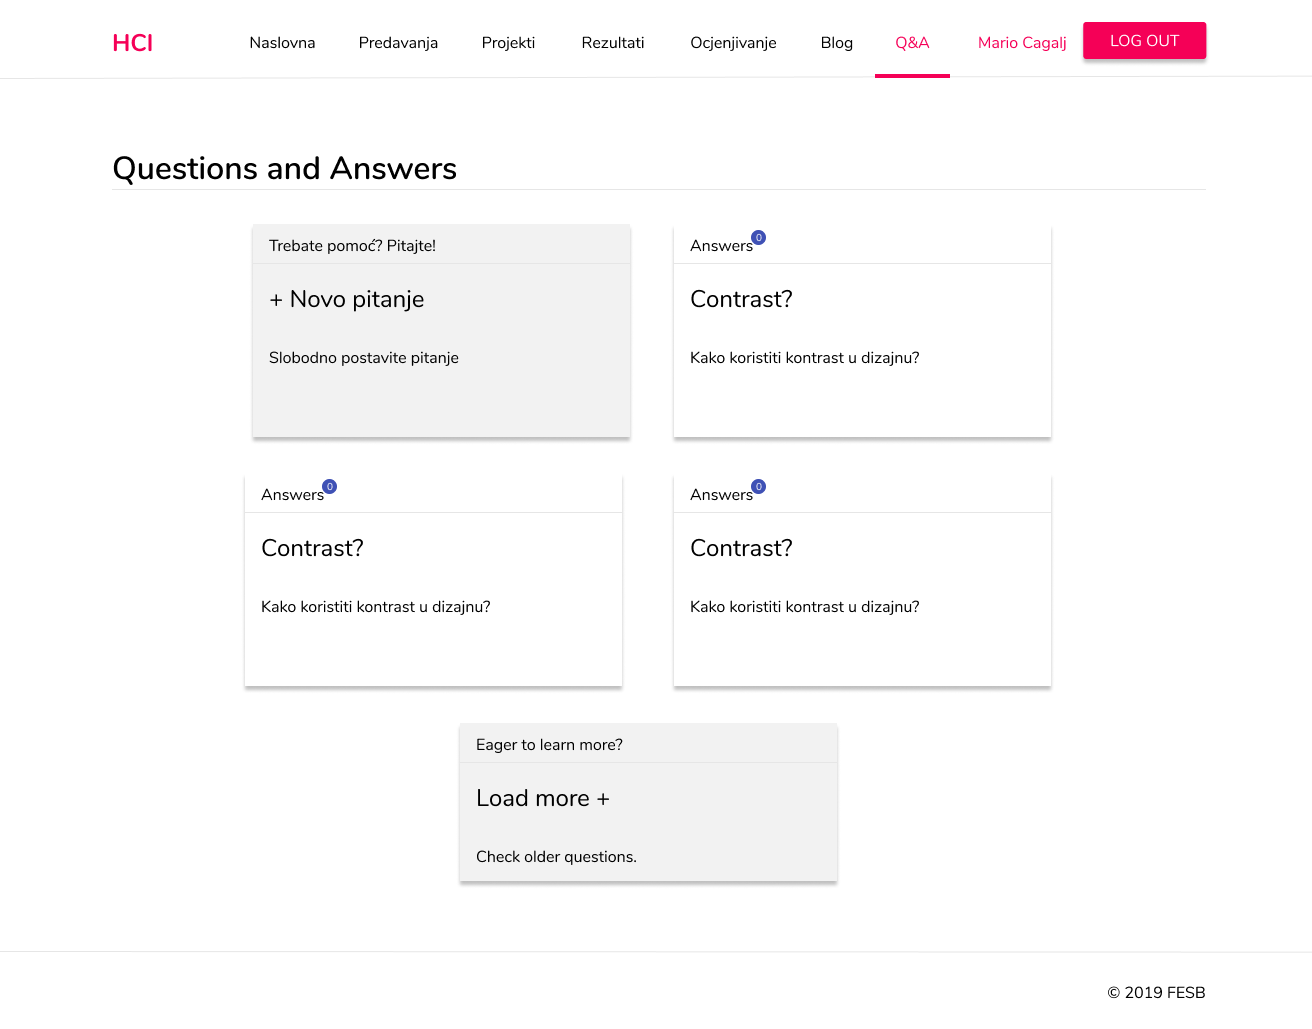 HCI Naslovna Predavanja Projekti Rezultati Ocjenjivanje Blog Q&A Mario Cagalj LOG OUT
Questions and Answers
Trebate pomoć? Pitajte!
+ Novo pitanje
Slobodno postavite pitanje
Answers 0
Contrast?
Kako koristiti kontrast u dizajnu?
Answers 0
Contrast?
Kako koristiti kontrast u dizajnu?
Answers 0
Contrast?
Kako koristiti kontrast u dizajnu?
Eager to learn more?
Load more +
Check older questions.
© 2019 FESB